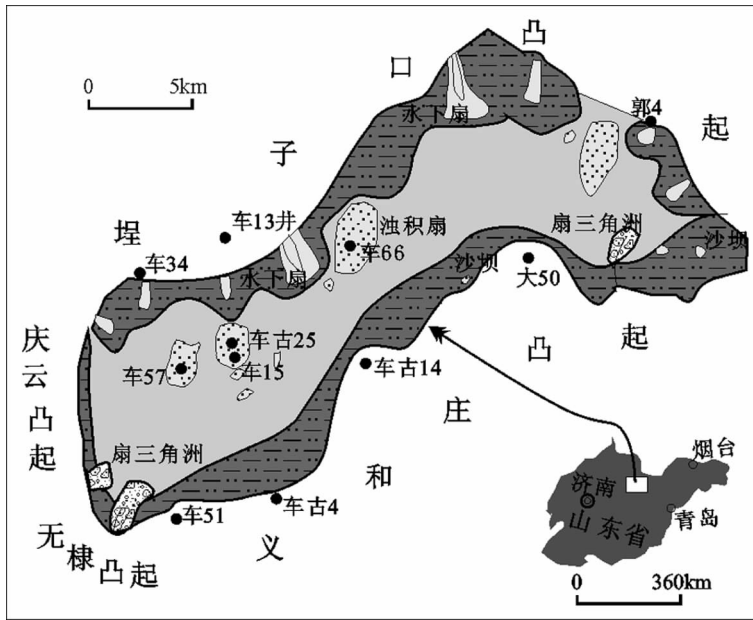 凸
口
0 5km
水下扇
郭4
起
子
埕
车13井
浊积扇
扇三角洲
车66
沙坝
车34
水下扇
沙坝
大50
庆云凸起
车古25
车57
车15
车古14
凸起
庄
扇三角洲
烟台
济南
山东省
青岛
和
车51
车古4
义
无棣凸起
0 360km